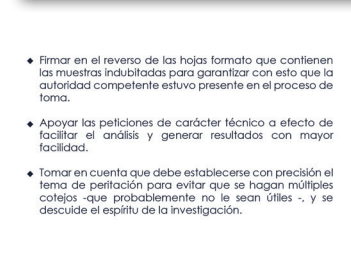 ◆ Firmar en el reverso de las hojas formato que contienen
las muestras indubitadas para garantizar con esto que la
autoridad competente estuvo presente en el proceso de
toma.
◆ Apoyar las peticiones de carácter técnico a efecto de
facilitar el análisis y generar resultados con mayor
facilidad.
◆ Tomar en cuenta que debe establecerse con precisión el
tema de peritación para evitar que se hagan múltiples
cotejos -que probablemente no le sean útiles -, y se
descuide el espíritu de la investigación.